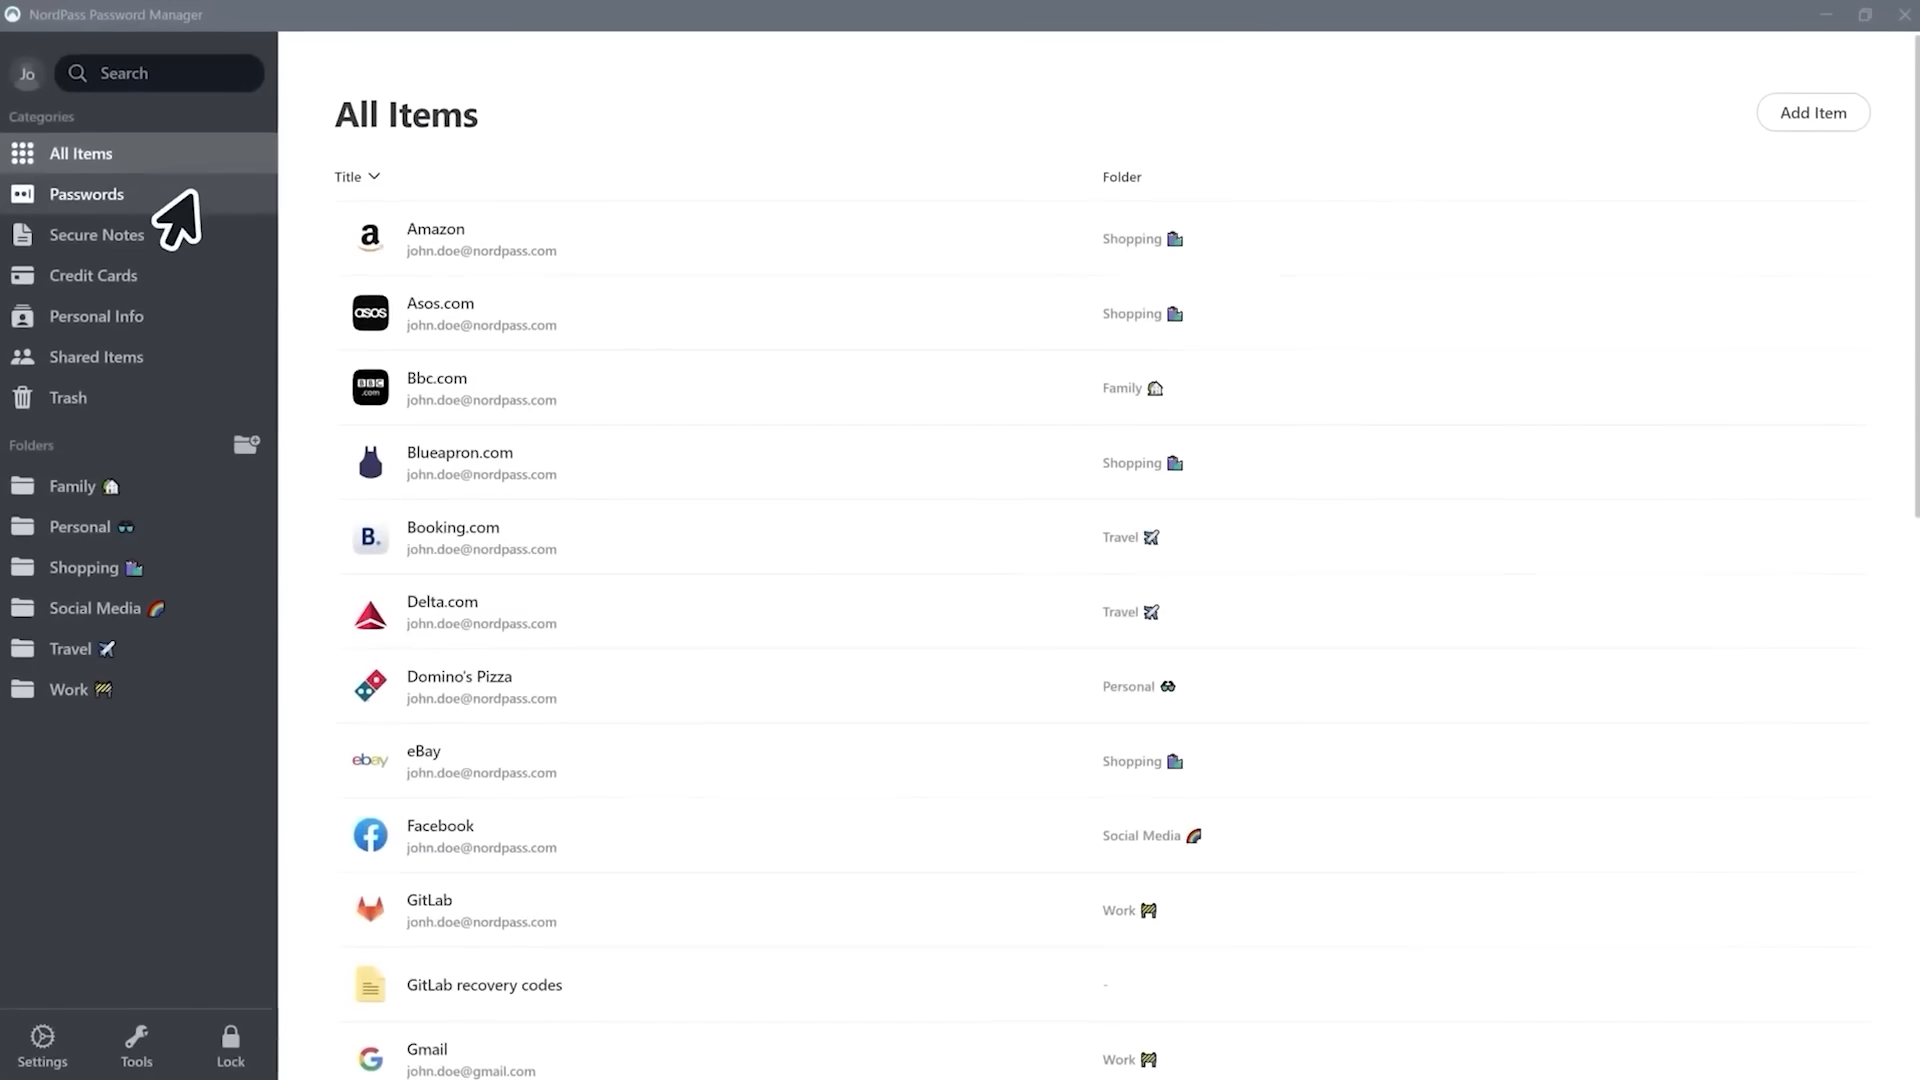 NordPass Password Manager
Jo
Search
Categories
All Items
Passwords
Secure Notes
Credit Cards
Personal Info
Shared Items
Trash
Folders
Family
Personal
Shopping
Social Media
Travel
Work
Settings
Tools
Lock
All Items
Add Item
Title
Folder
a
Amazon
john.doe@nordpass.com
Shopping
asos
Asos.com
john.doe@nordpass.com
Shopping
BBC
.com
Bbc.com
john.doe@nordpass.com
Family
Blueapron.com
john.doe@nordpass.com
Shopping
B.
Booking.com
john.doe@nordpass.com
Travel
Delta.com
john.doe@nordpass.com
Travel
Domino's Pizza
john.doe@nordpass.com
Personal
ebay
eBay
john.doe@nordpass.com
Shopping
f
Facebook
john.doe@nordpass.com
Social Media
GitLab
jonh.doe@nordpass.com
Work
GitLab recovery codes
-
G
Gmail
john.doe@gmail.com
Work